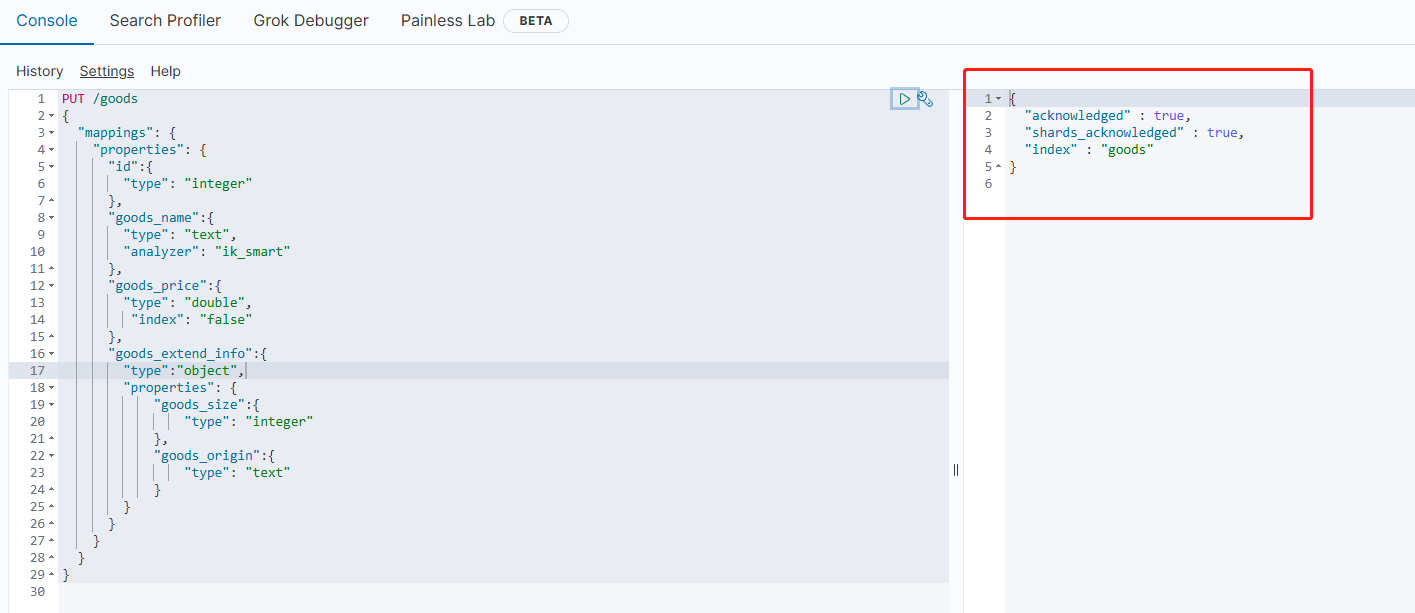 Console Search Profiler Grok Debugger Painless Lab BETA
History Settings Help
1 PUT /goods
2 {
3 "mappings": {
4 "properties": {
5 "id":{
6 "type": "integer"
7 },
8 "goods_name":{
9 "type": "text",
10 "analyzer": "ik_smart"
11 },
12 "goods_price":{
13 "type": "double",
14 "index": "false"
15 },
16 "goods_extend_info":{
17 "type":"object",
18 "properties": {
19 "goods_size":{
20 "type": "integer"
21 },
22 "goods_origin":{
23 "type": "text"
24 }
25 }
26 }
27 }
28 }
29 }
30
1 {
2 "acknowledged" : true,
3 "shards_acknowledged" : true,
4 "index" : "goods"
5 }
6